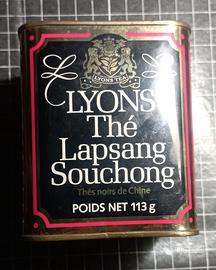 LYONS TEA
LYONS
Thé
Lapsang
Souchong
Thés noirs de Chine
POIDS NET 113 g